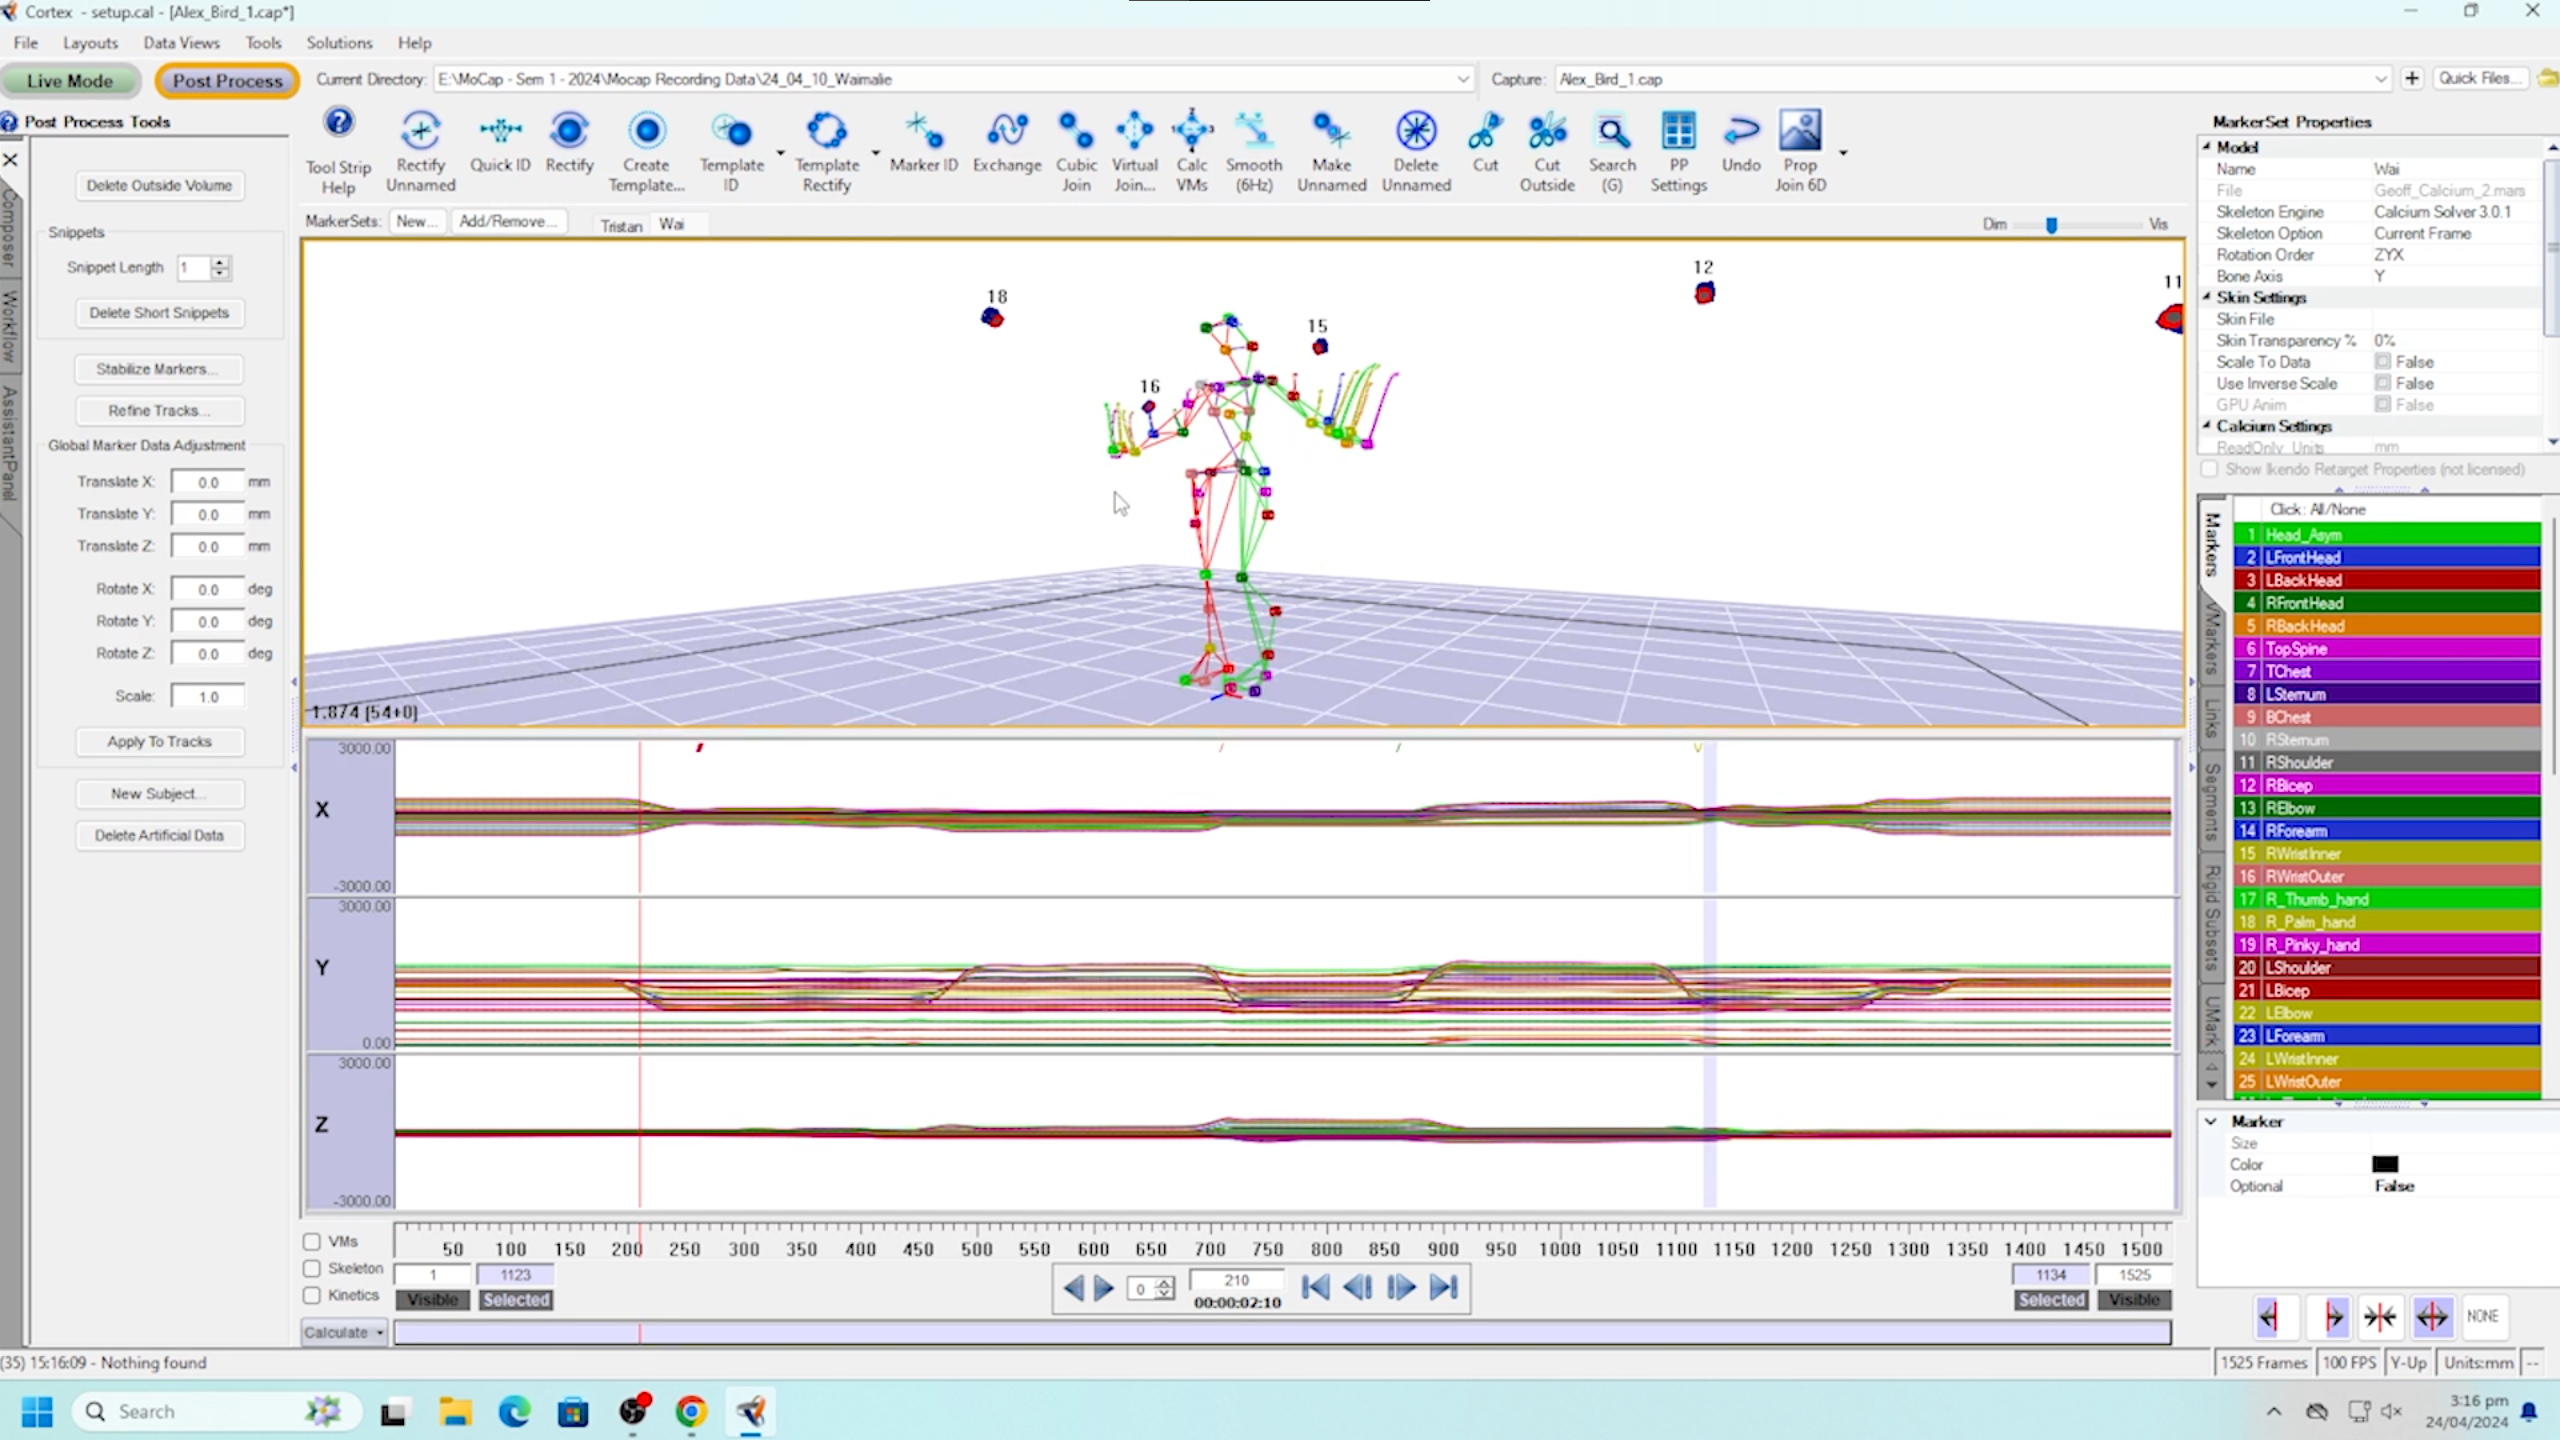 Cortex - setup.cal - [Alex_Bird_1.cap*]
File Layouts Data Views Tools Solutions Help
Live Mode Post Process Current Directory: E:\MoCap - Sem 1 - 2024\Mocap Recording Data\24_04_10_Waimalie Capture: Alex_Bird_1.cap Quick Files...
Post Process Tools
Composer
Workflow
AssistantPanel
Delete Outside Volume
Snippets
Snippet Length 1
Delete Short Snippets
Stabilize Markers...
Refine Tracks...
Global Marker Data Adjustment
Translate X: 0.0 mm
Translate Y: 0.0 mm
Translate Z: 0.0 mm
Rotate X: 0.0 deg
Rotate Y: 0.0 deg
Rotate Z: 0.0 deg
Scale: 1.0
Apply To Tracks
New Subject...
Delete Artificial Data
Tool Strip Help
Rectify Unnamed
Quick ID
Rectify
Create Template...
Template ID
Template Rectify
Marker ID
Exchange
Cubic Join
Virtual Join...
Calc VMs
Smooth (6Hz)
Make Unnamed
Delete Unnamed
Cut
Cut Outside
Search (G)
PP Settings
Undo
Prop Join 6D
MarkerSets: New... Add/Remove... Tristan Wai
Dim Vis
18
12
11
15
16
1.874 [54+0]
3000.00
X
-3000.00
3000.00
Y
0.00
3000.00
Z
-3000.00
VMs
Skeleton
Kinetics
50 100 150 200 250 300 350 400 450 500 550 600 650 700 750 800 850 900 950 1000 1050 1100 1150 1200 1250 1300 1350 1400 1450 1500
1 1123
Visible Selected
0 210
00:00:02:10
1134 1525
Selected Visible
Calculate
MarkerSet Properties
Model
Name Wai
File Geoff_Calcium_2.mars
Skeleton Engine Calcium Solver 3.0.1
Skeleton Option Current Frame
Rotation Order ZYX
Bone Axis Y
Skin Settings
Skin File
Skin Transparency % 0%
Scale To Data False
Use Inverse Scale False
GPU Anim False
Calcium Settings
ReadOnly_Units mm
Show Ikendo Retarget Properties (not licensed)
Markers
VMarkers
Links
Segments
Rigid Subsets
UMark
Click: All/None
1 Head_Asym
2 LFrontHead
3 LBackHead
4 RFrontHead
5 RBackHead
6 TopSpine
7 TChest
8 LSternum
9 BChest
10 RSternum
11 RShoulder
12 RBicep
13 RElbow
14 RForearm
15 RWristInner
16 RWristOuter
17 R_Thumb_hand
18 R_Palm_hand
19 R_Pinky_hand
20 LShoulder
21 LBicep
22 LElbow
23 LForearm
24 LWristInner
25 LWristOuter
Marker
Size
Color
Optional False
NONE
(35) 15:16:09 - Nothing found
1525 Frames 100 FPS Y-Up Units:mm --
Search
3:16 pm
24/04/2024